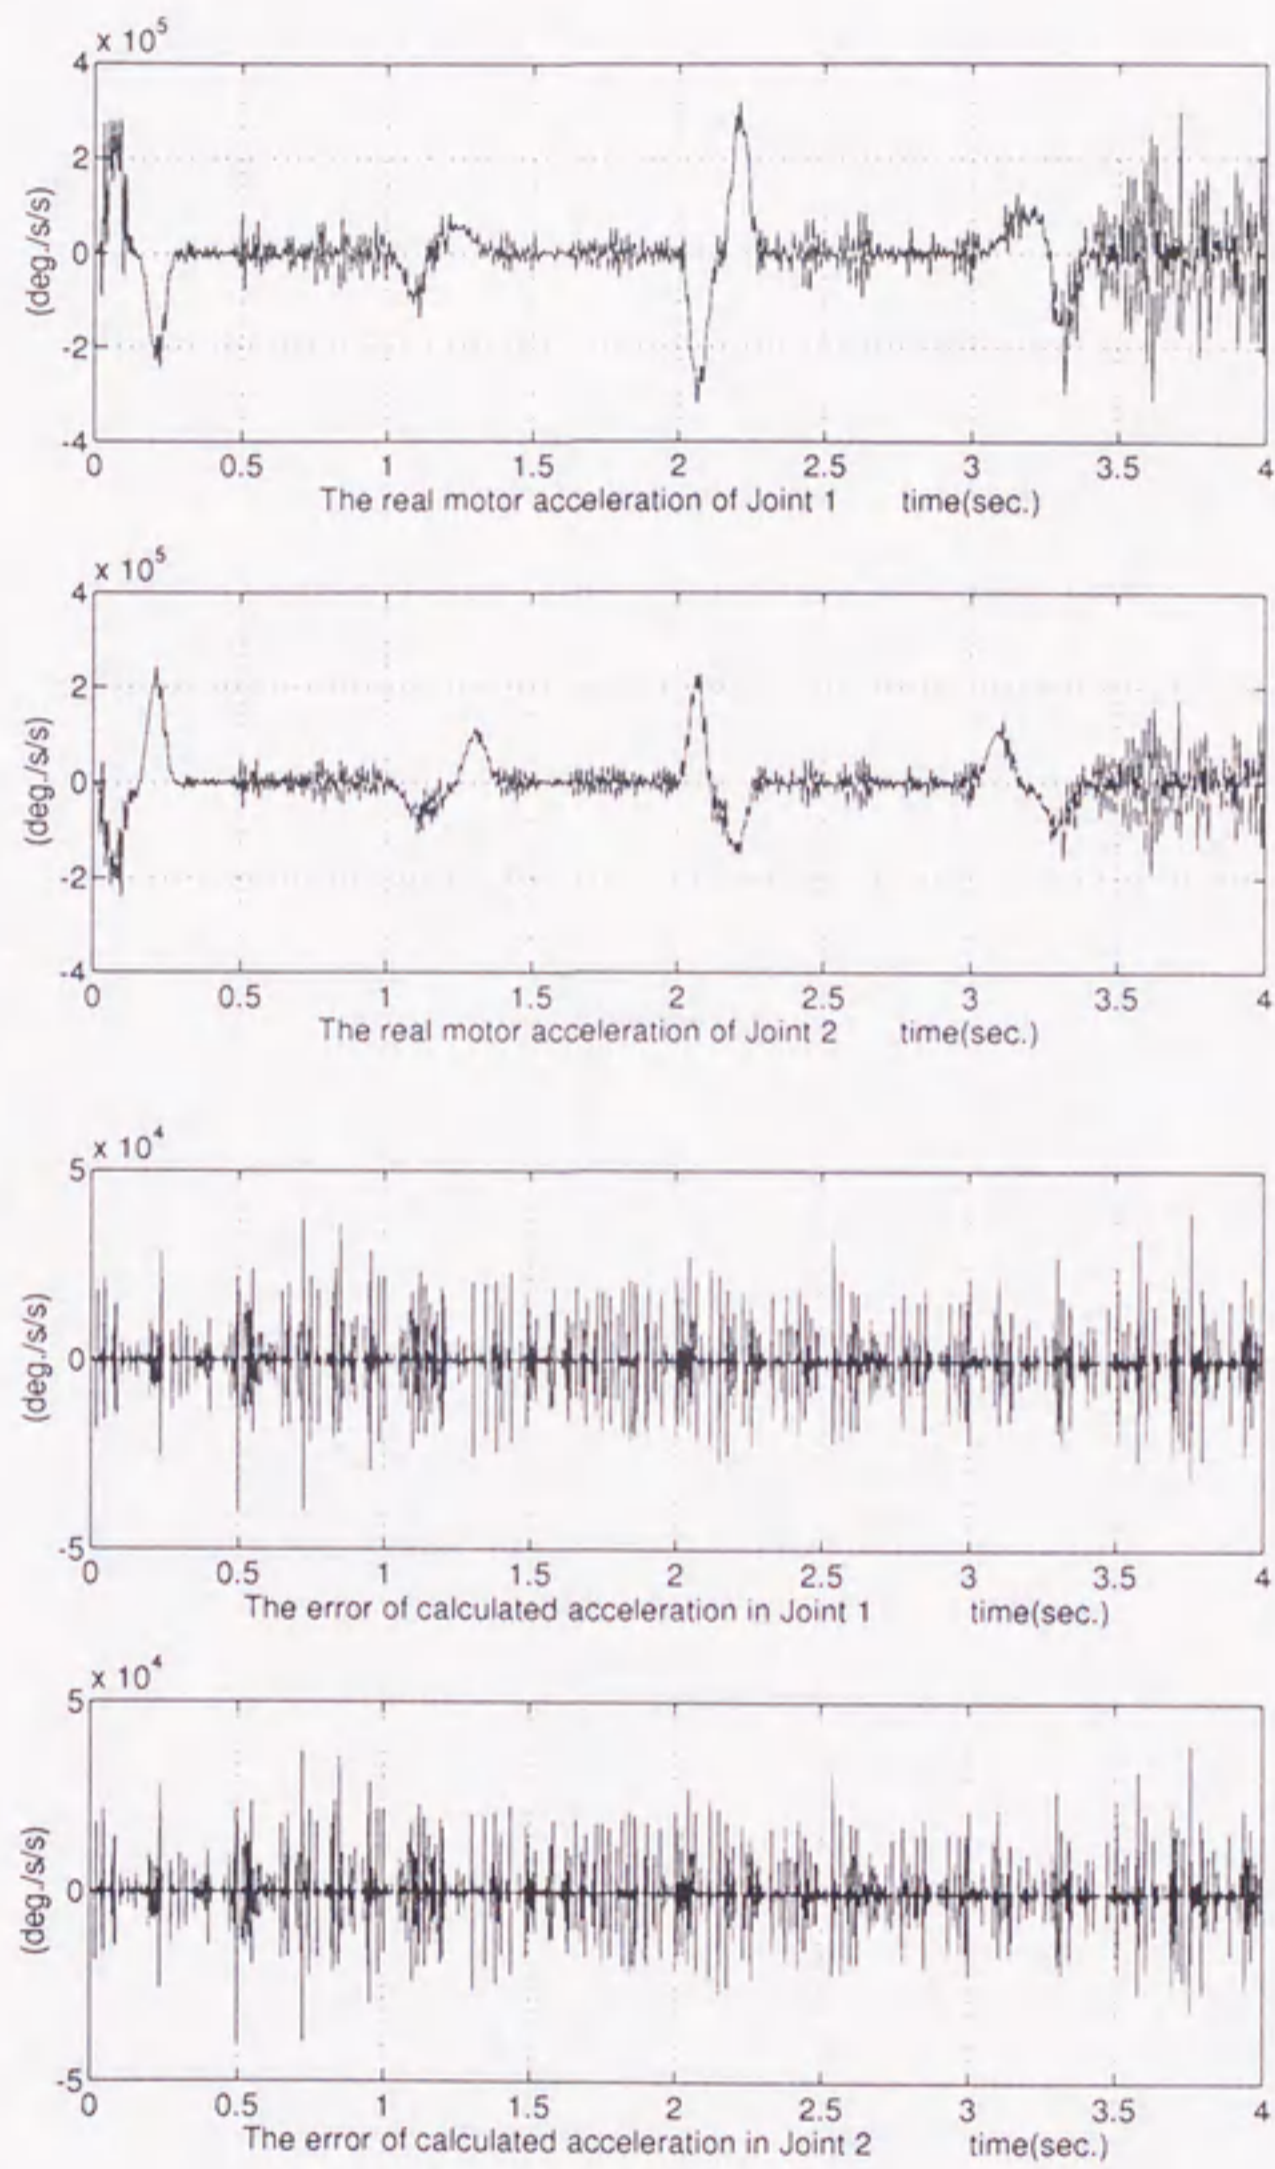 x 10^5
4
2
0
-2
-4
(deg./s/s)
0 0.5 1 1.5 2 2.5 3 3.5 4
The real motor acceleration of Joint 1 time(sec.)
x 10^5
4
2
0
-2
-4
(deg./s/s)
0 0.5 1 1.5 2 2.5 3 3.5 4
The real motor acceleration of Joint 2 time(sec.)
x 10^4
5
0
-5
(deg./s/s)
0 0.5 1 1.5 2 2.5 3 3.5 4
The error of calculated acceleration in Joint 1 time(sec.)
x 10^4
5
0
-5
(deg./s/s)
0 0.5 1 1.5 2 2.5 3 3.5 4
The error of calculated acceleration in Joint 2 time(sec.)